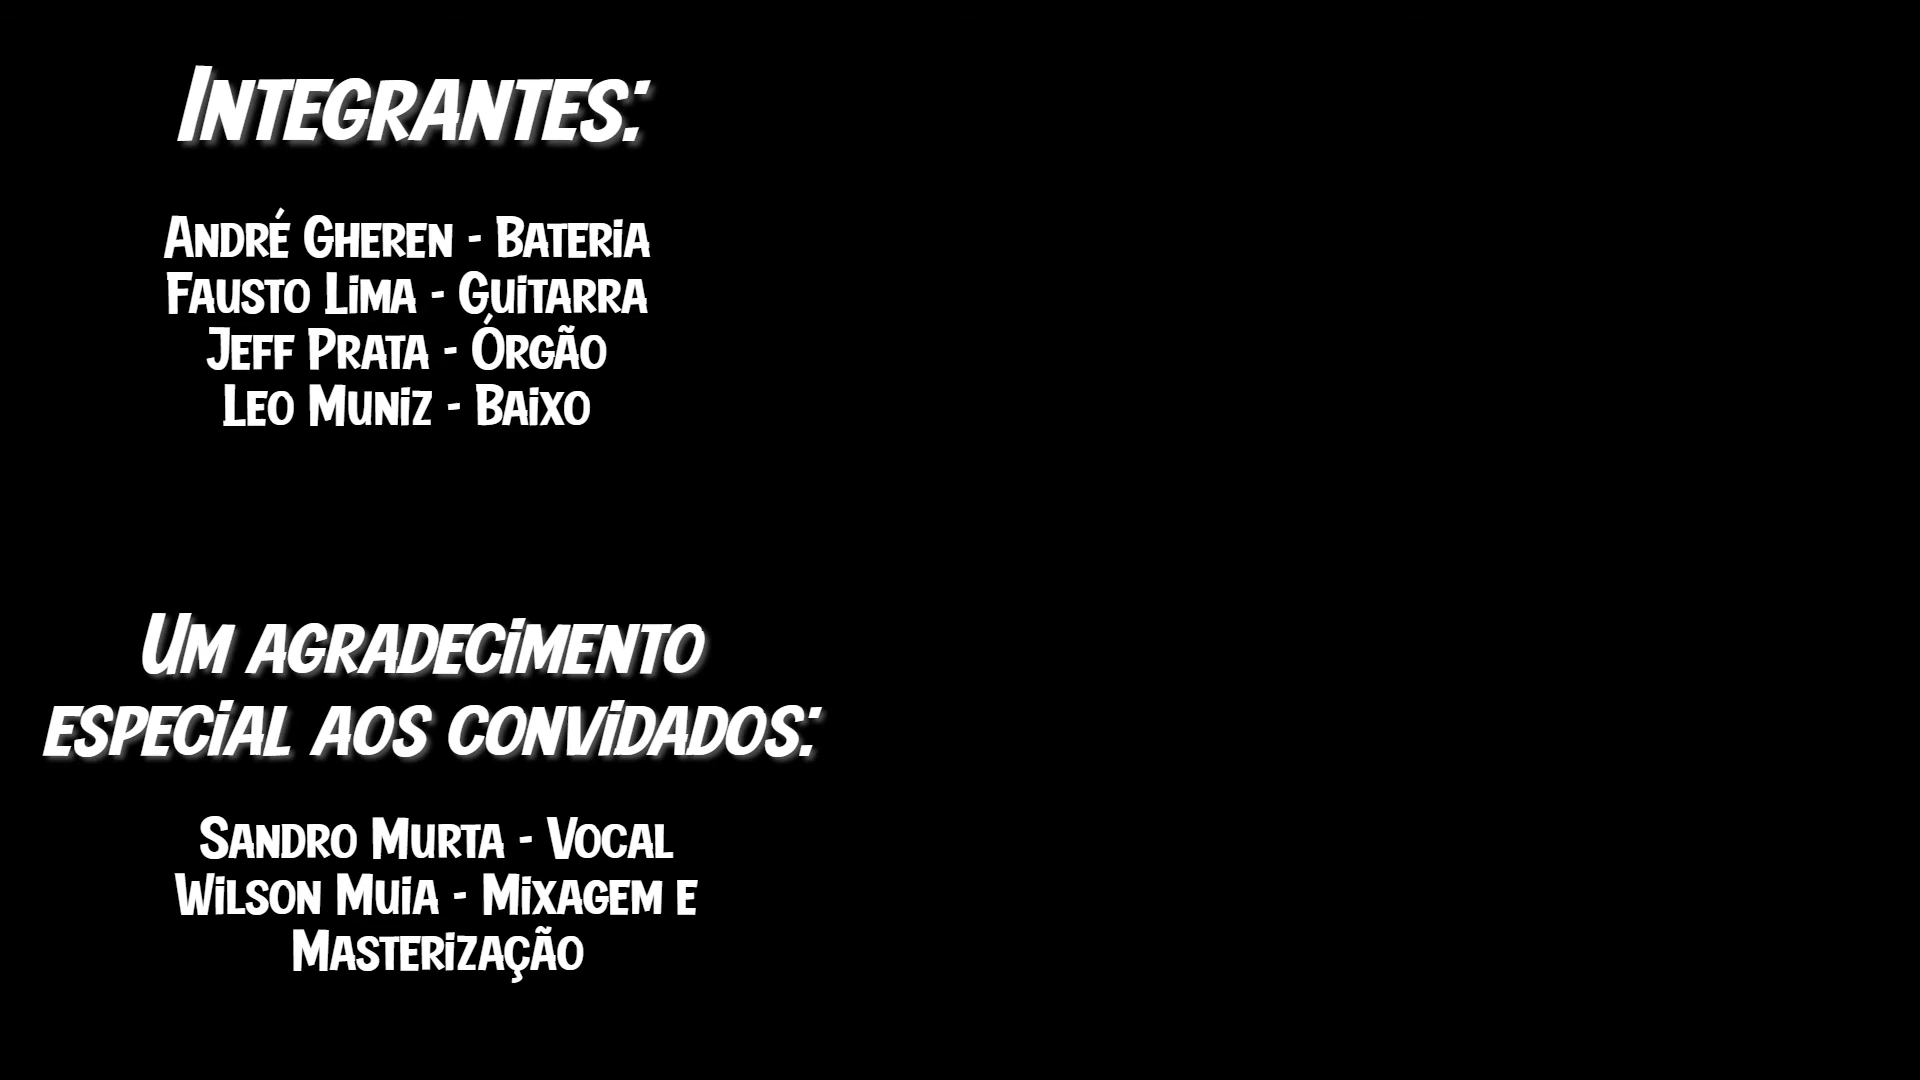 Integrantes:
André Gheren - Bateria
Fausto Lima - Guitarra
Jeff Prata - Órgão
Leo Muniz - Baixo
Um agradecimento
especial aos convidados:
Sandro Murta - Vocal
Wilson Muia - Mixagem e
Masterização